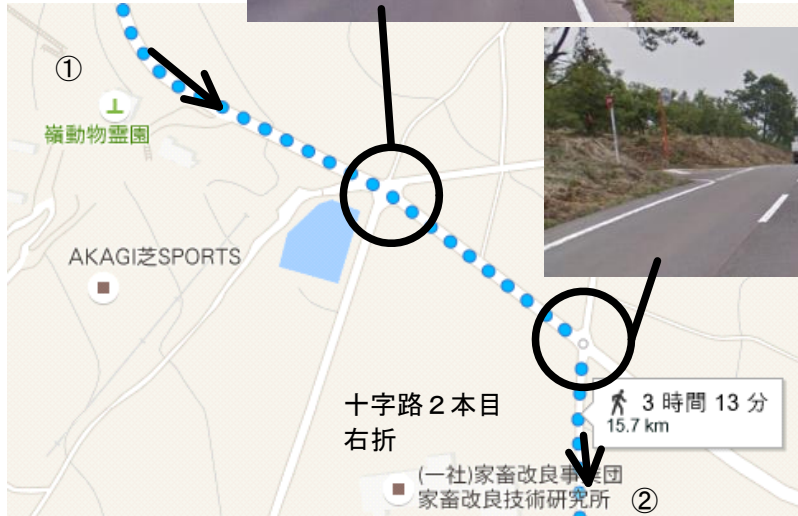 ①
嶺動物霊園
AKAGI芝SPORTS
十字路２本目
右折
3 時間 13 分
15.7 km
(一社)家畜改良事業団
家畜改良技術研究所
②